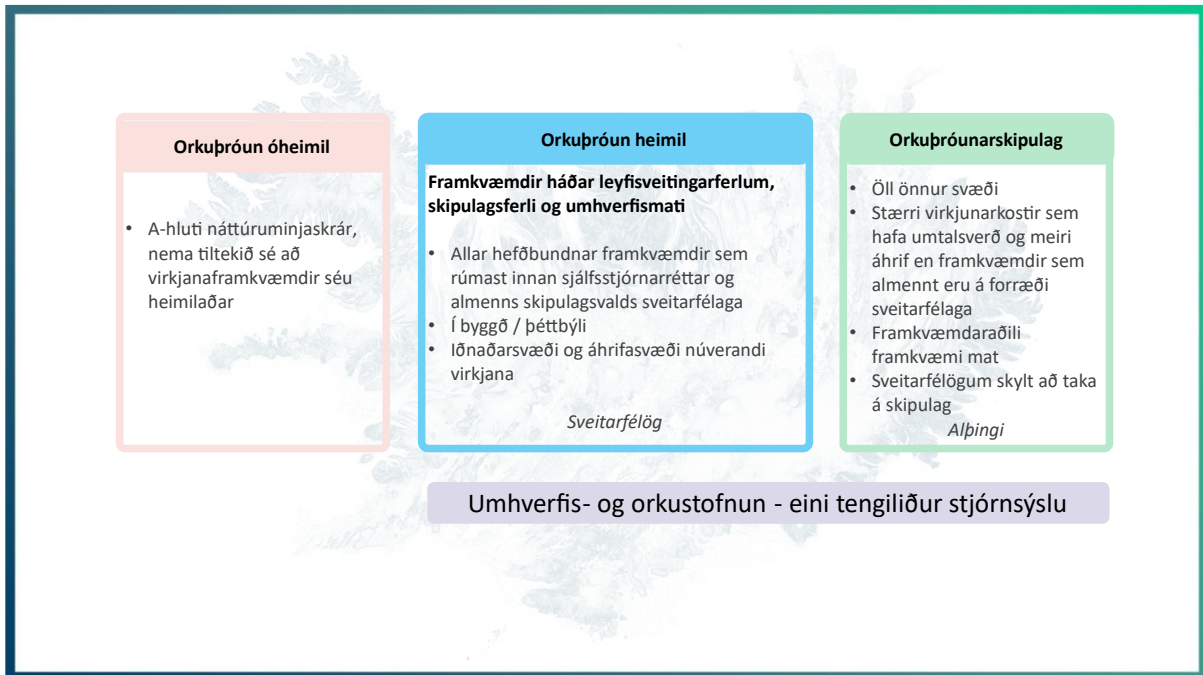 Orkuþróun óheimil
• A-hluti náttúruminjaskrár,
nema tiltekið sé að
virkjanaframkvæmdir séu
heimilaðar
Orkuþróun heimil
Framkvæmdir háðar leyfisveitingarferlum,
skipulagsferli og umhverfismati
• Allar hefðbundnar framkvæmdir sem
rúmast innan sjálfsstjórnarréttar og
almenns skipulagsvalds sveitarfélaga
• Í byggð / þéttbýli
• Iðnaðarsvæði og áhrifasvæði núverandi
virkjana
Sveitarfélög
Orkuþróunarskipulag
• Öll önnur svæði
• Stærri virkjunarkostir sem
hafa umtalsverð og meiri
áhrif en framkvæmdir sem
almennt eru á forræði
sveitarfélaga
• Framkvæmdaraðili
framkvæmi mat
• Sveitarfélögum skylt að taka
á skipulag
Alþingi
Umhverfis- og orkustofnun - eini tengiliður stjórnsýslu